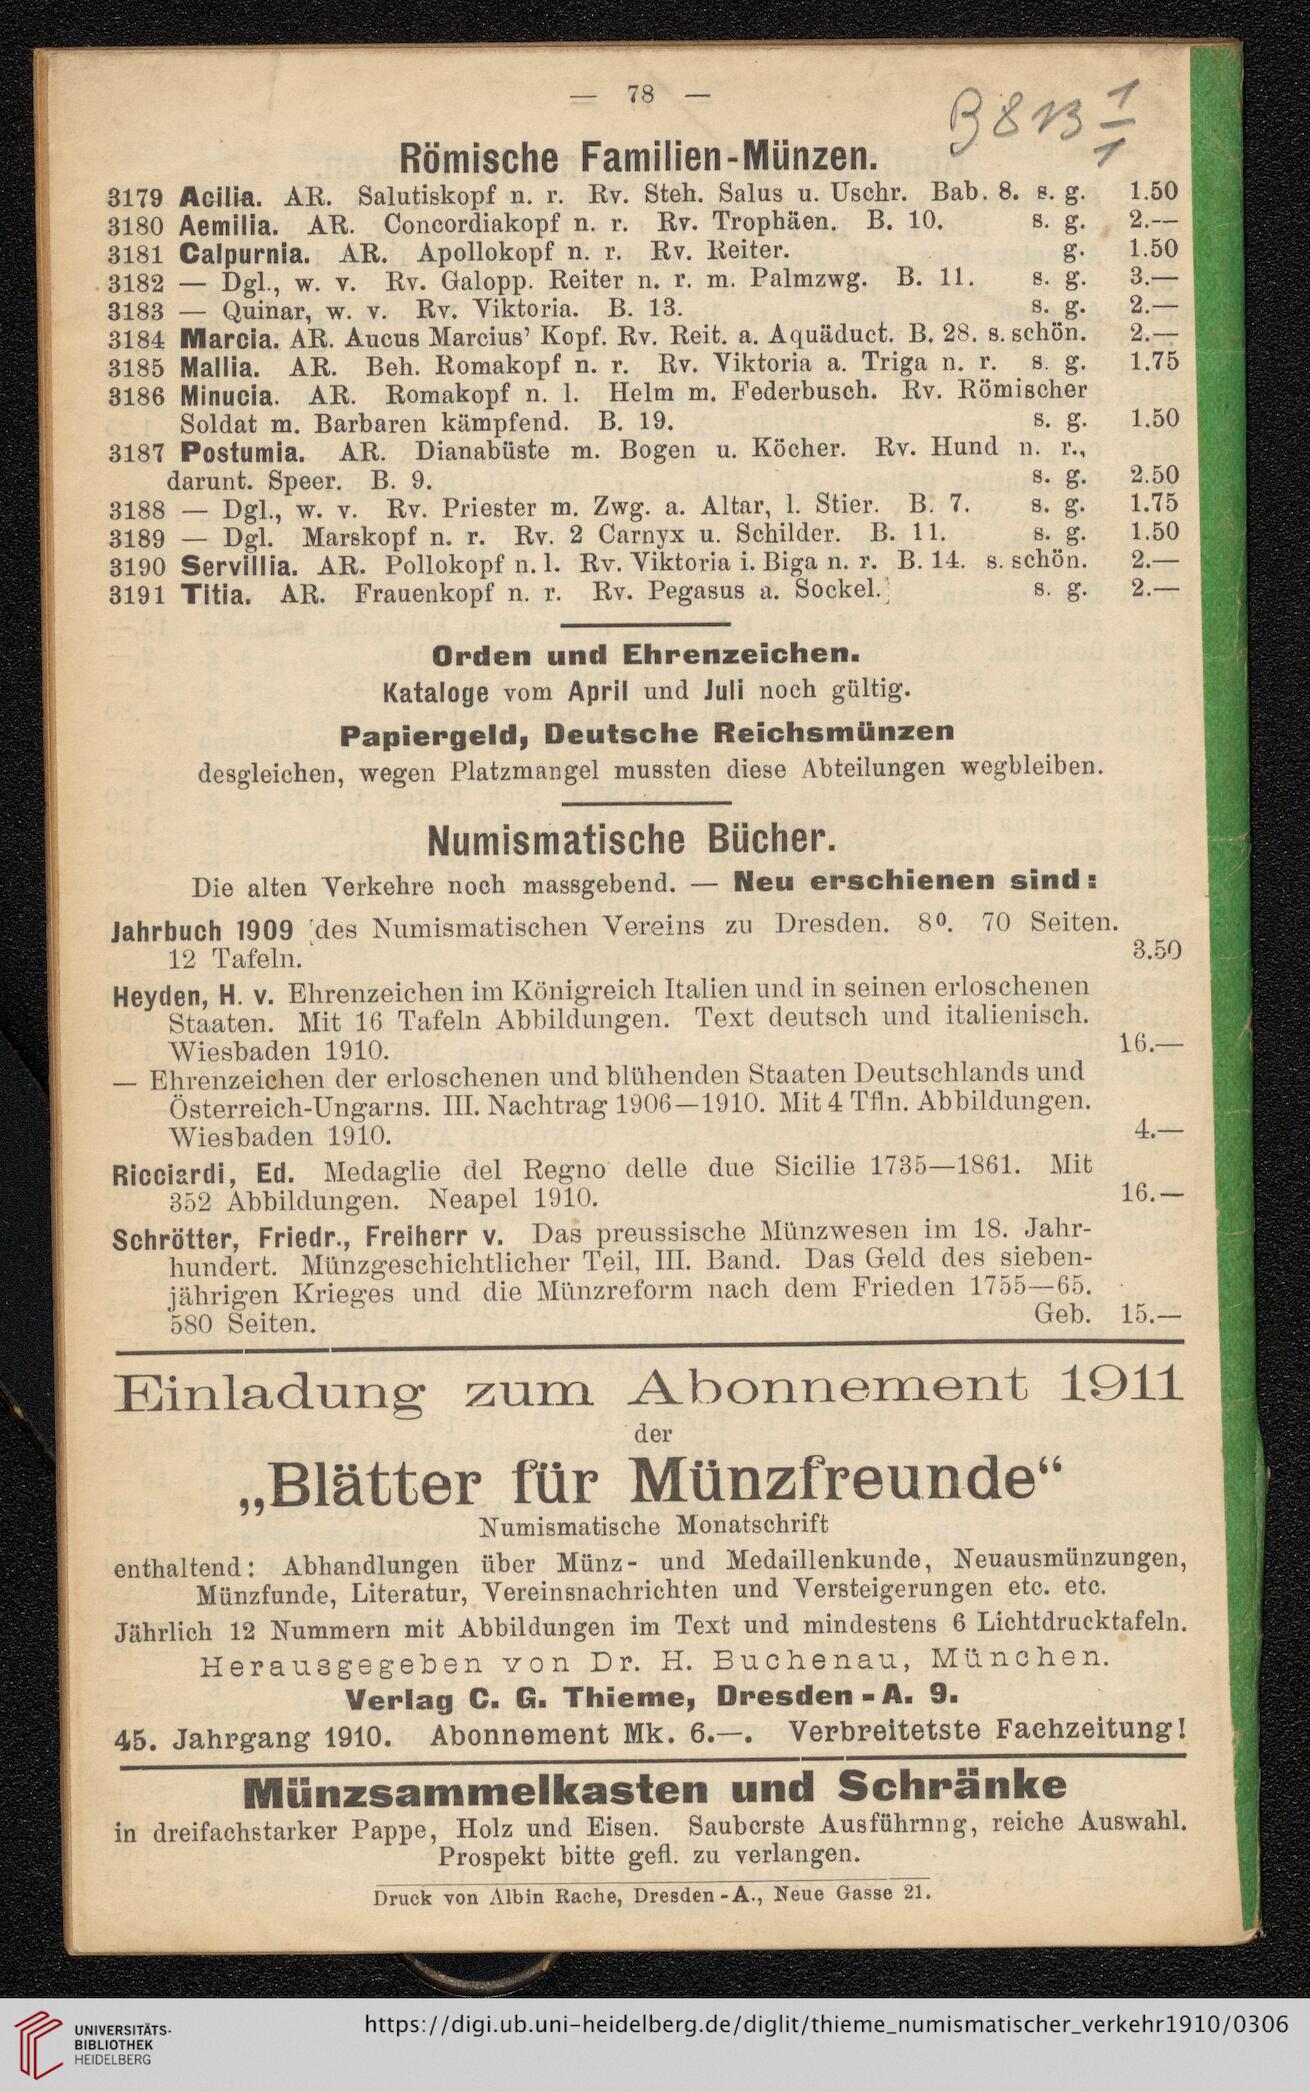 — 78 —
B 8 13 1/1
Römische Familien-Münzen.
3179 Acilia. AR. Salutiskopf n. r. Rv. Steh. Salus u. Uschr. Bab. 8. s. g. 1.50
3180 Aemilia. AR. Concordiakopf n. r. Rv. Trophäen. B. 10. s. g. 2.—
3181 Calpurnia. AR. Apollokopf n. r. Rv. Reiter. g. 1.50
3182 — Dgl., w. v. Rv. Galopp. Reiter n. r. m. Palmzwg. B. 11. s. g. 3.—
3183 — Quinar, w. v. Rv. Viktoria. B. 13. s. g. 2.—
3184 Marcia. AR. Aucus Marcius' Kopf. Rv. Reit. a. Aquäduct. B. 28. s. schön. 2.—
3185 Mallia. AR. Beh. Romakopf n. r. Rv. Viktoria a. Triga n. r. s. g. 1.75
3186 Minucia. AR. Romakopf n. l. Helm m. Federbusch. Rv. Römischer
Soldat m. Barbaren kämpfend. B. 19. s. g. 1.50
3187 Postumia. AR. Dianabüste m. Bogen u. Köcher. Rv. Hund n. r.,
darunt. Speer. B. 9. s. g. 2.50
3188 — Dgl., w. v. Rv. Priester m. Zwg. a. Altar, l. Stier. B. 7. s. g. 1.75
3189 — Dgl. Marskopf n. r. Rv. 2 Carnyx u. Schilder. B. 11. s. g. 1.50
3190 Servillia. AR. Pollokopf n. l. Rv. Viktoria i. Biga n. r. B. 14. s. schön. 2.—
3191 Titia. AR. Frauenkopf n. r. Rv. Pegasus a. Sockel. s. g. 2.—
Orden und Ehrenzeichen.
Kataloge vom April und Juli noch gültig.
Papiergeld, Deutsche Reichsmünzen
desgleichen, wegen Platzmangel mussten diese Abteilungen wegbleiben.
Numismatische Bücher.
Die alten Verkehre noch massgebend. — Neu erschienen sind:
Jahrbuch 1909 des Numismatischen Vereins zu Dresden. 8⁰. 70 Seiten.
12 Tafeln. 3.50
Heyden, H. v. Ehrenzeichen im Königreich Italien und in seinen erloschenen
Staaten. Mit 16 Tafeln Abbildungen. Text deutsch und italienisch.
Wiesbaden 1910. 16.—
— Ehrenzeichen der erloschenen und blühenden Staaten Deutschlands und
Österreich-Ungarns. III. Nachtrag 1906—1910. Mit 4 Tfln. Abbildungen.
Wiesbaden 1910. 4.—
Ricciardi, Ed. Medaglie del Regno delle due Sicilie 1735—1861. Mit
352 Abbildungen. Neapel 1910. 16.—
Schrötter, Friedr., Freiherr v. Das preussische Münzwesen im 18. Jahr-
hundert. Münzgeschichtlicher Teil, III. Band. Das Geld des sieben-
jährigen Krieges und die Münzreform nach dem Frieden 1755—65.
580 Seiten. Geb. 15.—
Einladung zum Abonnement 1911
der
„Blätter für Münzfreunde“
Numismatische Monatschrift
enthaltend: Abhandlungen über Münz- und Medaillenkunde, Neuausmünzungen,
Münzfunde, Literatur, Vereinsnachrichten und Versteigerungen etc. etc.
Jährlich 12 Nummern mit Abbildungen im Text und mindestens 6 Lichtdrucktafeln.
Herausgegeben von Dr. H. Buchenau, München.
Verlag C. G. Thieme, Dresden-A. 9.
45. Jahrgang 1910. Abonnement Mk. 6.—. Verbreitetste Fachzeitung!
Münzsammelkasten und Schränke
in dreifachstarker Pappe, Holz und Eisen. Sauberste Ausführnng, reiche Auswahl.
Prospekt bitte gefl. zu verlangen.
Druck von Albin Rache, Dresden-A., Neue Gasse 21.
UNIVERSITÄTS-
BIBLIOTHEK
HEIDELBERG
https://digi.ub.uni-heidelberg.de/diglit/thieme_numismatischer_verkehr1910/0306